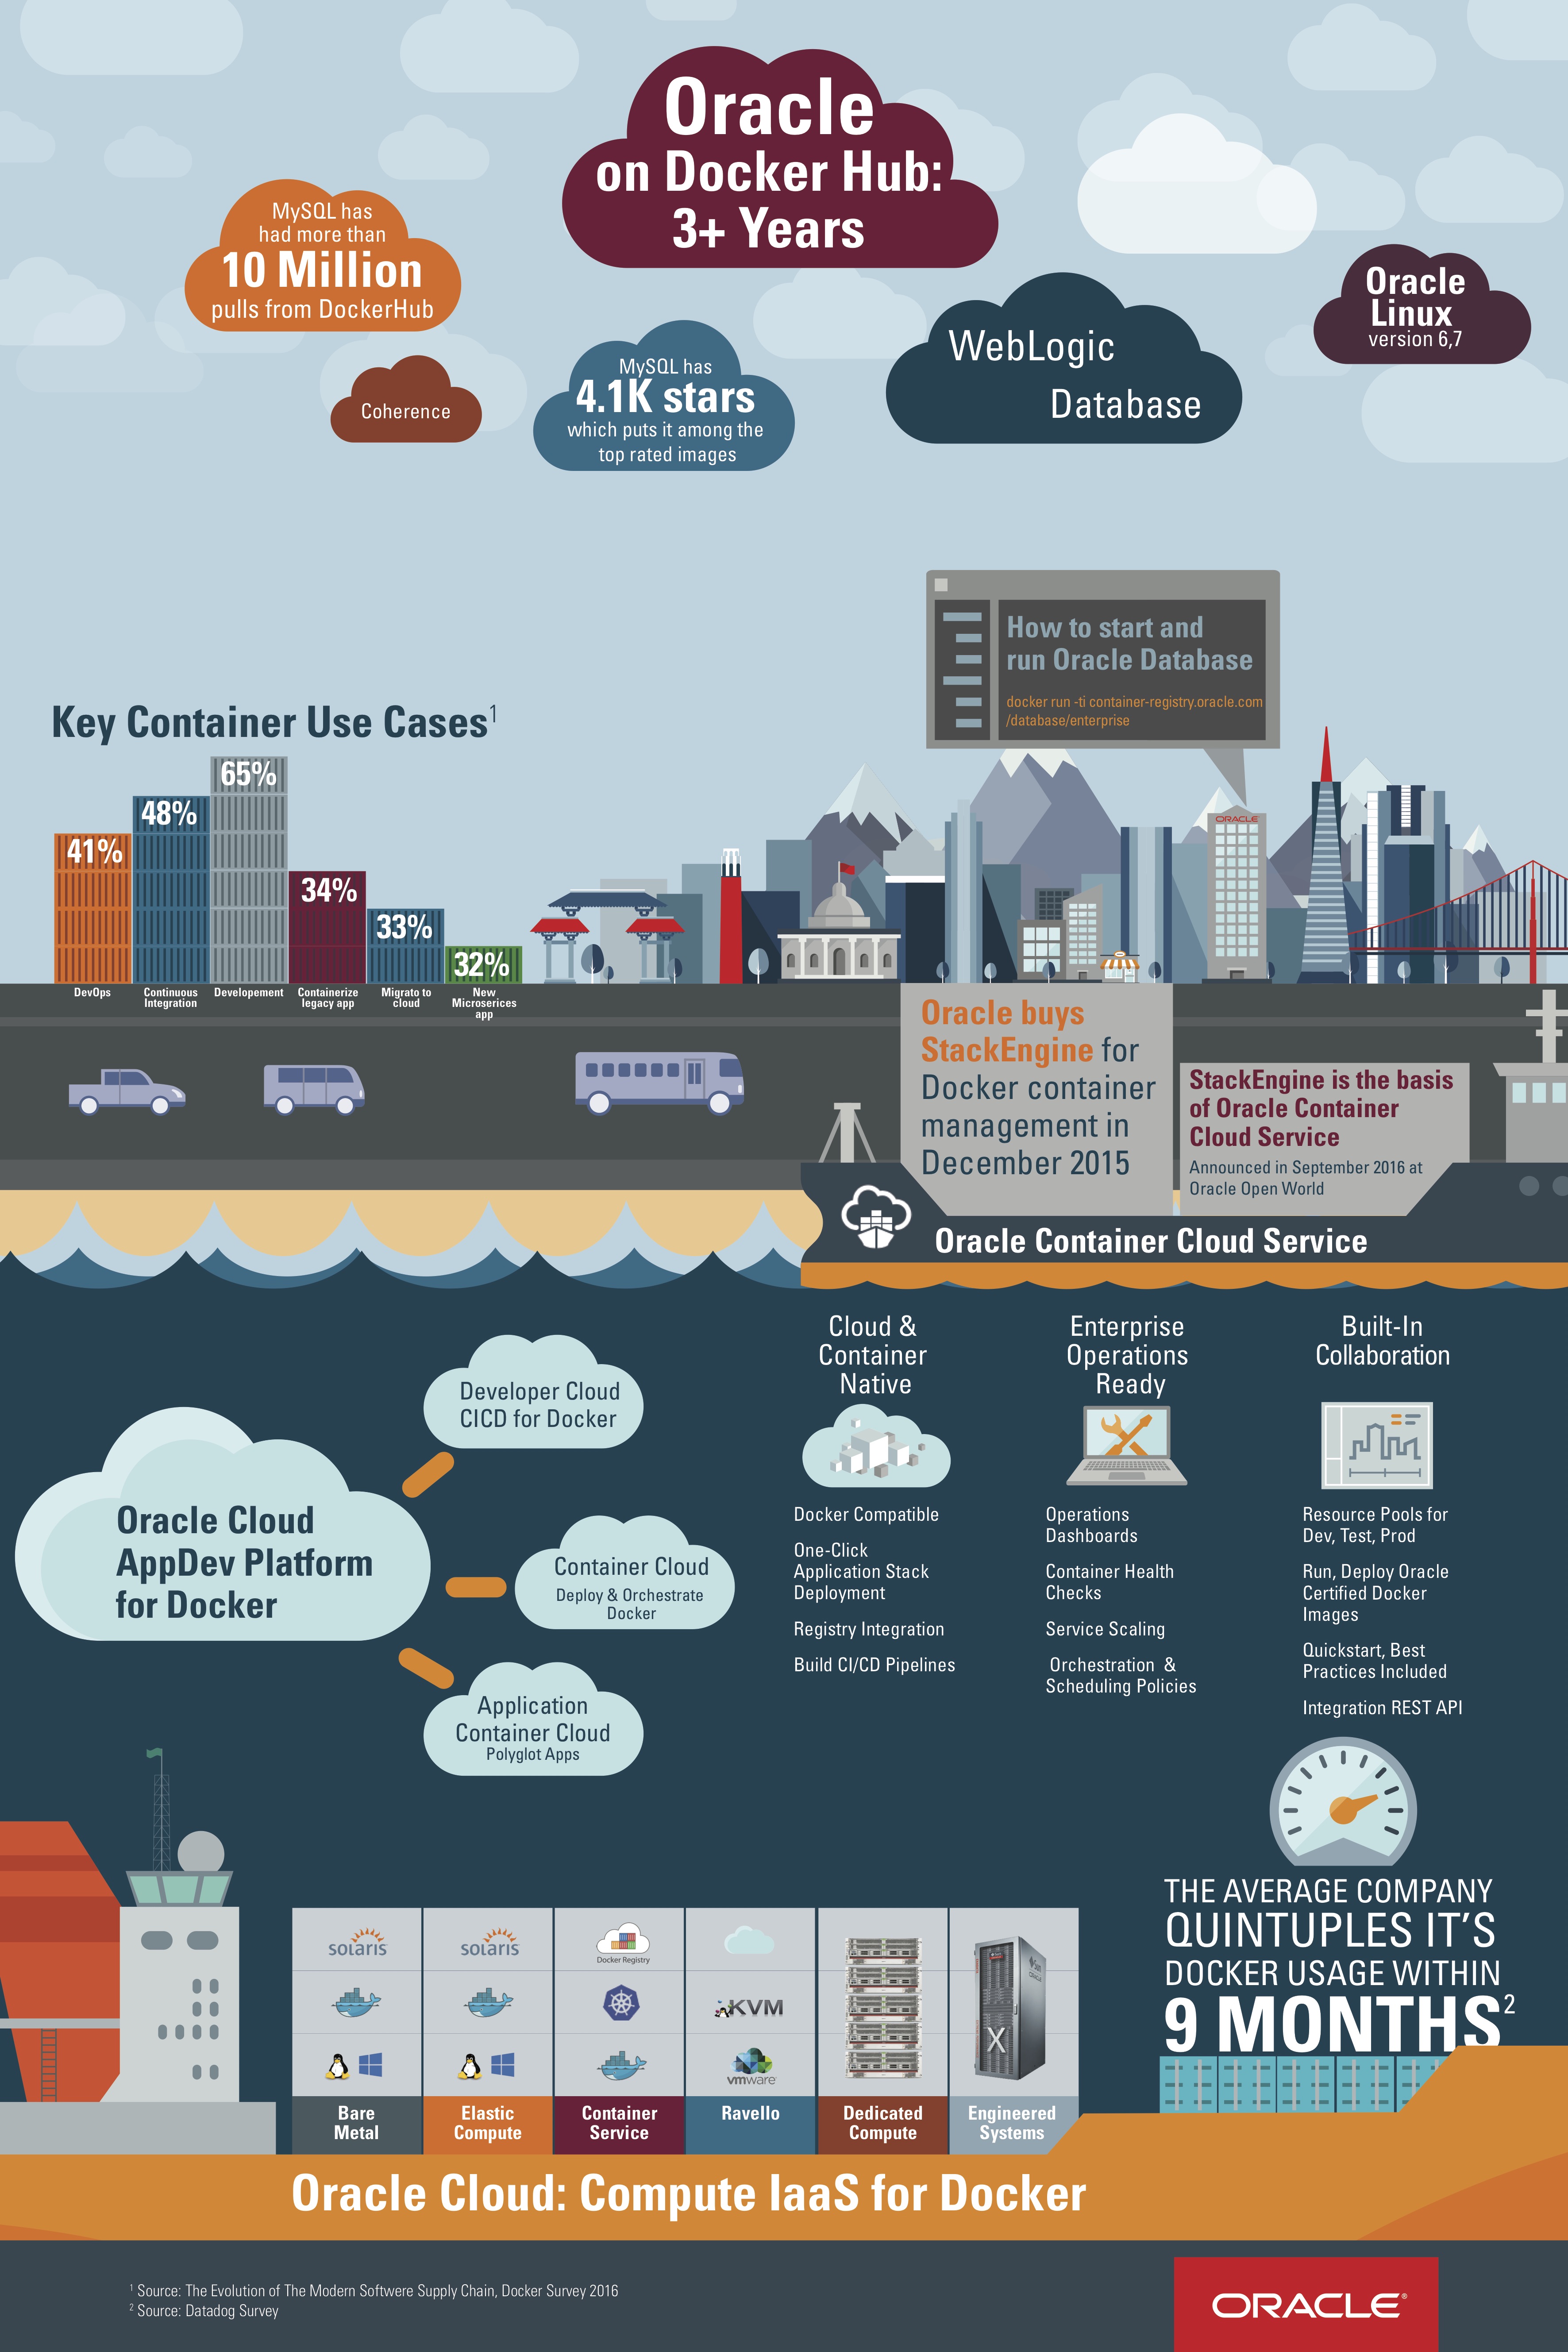 Oracle
on Docker Hub:
3+ Years
MySQL has
had more than
10 Million
pulls from DockerHub
Coherence
MySQL has
4.1K stars
which puts it among the
top rated images
WebLogic
Database
Oracle
Linux
version 6,7
How to start and
run Oracle Database
docker run -ti container-registry.oracle.com
/database/enterprise
Key Container Use Cases1
41%
48%
65%
34%
33%
32%
DevOps
Continuous
Integration
Developement
Containerize
legacy app
Migrato to
cloud
New
Microserices
app
ORACLE
Oracle buys
StackEngine for
Docker container
management in
December 2015
StackEngine is the basis
of Oracle Container
Cloud Service
Announced in September 2016 at
Oracle Open World
Oracle Container Cloud Service
Oracle Cloud
AppDev Platform
for Docker
Developer Cloud
CICD for Docker
Container Cloud
Deploy & Orchestrate
Docker
Application
Container Cloud
Polyglot Apps
Cloud &
Container
Native
Docker Compatible
One-Click
Application Stack
Deployment
Registry Integration
Build CI/CD Pipelines
Enterprise
Operations
Ready
Operations
Dashboards
Container Health
Checks
Service Scaling
Orchestration &
Scheduling Policies
Built-In
Collaboration
Resource Pools for
Dev, Test, Prod
Run, Deploy Oracle
Certified Docker
Images
Quickstart, Best
Practices Included
Integration REST API
THE AVERAGE COMPANY
QUINTUPLES IT'S
DOCKER USAGE WITHIN
9 MONTHS2
solaris
solaris
Docker Registry
KVM
vmware
Sun
ORACLE
X
Bare
Metal
Elastic
Compute
Container
Service
Ravello
Dedicated
Compute
Engineered
Systems
Oracle Cloud: Compute IaaS for Docker
1 Source: The Evolution of The Modern Softwere Supply Chain, Docker Survey 2016
2 Source: Datadog Survey
ORACLE®